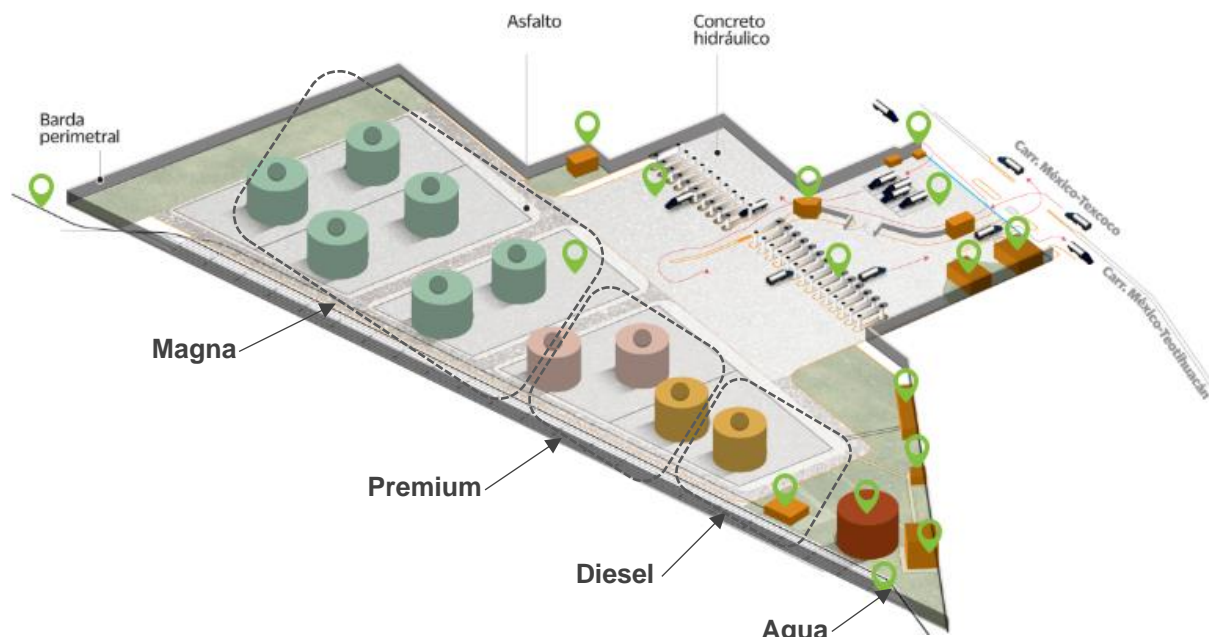 Asfalto
Concreto
hidráulico
Barda
perimetral
Carr. México-Texcoco
Carr. México-Teotihuacán
Magna
Premium
Diesel
Agua